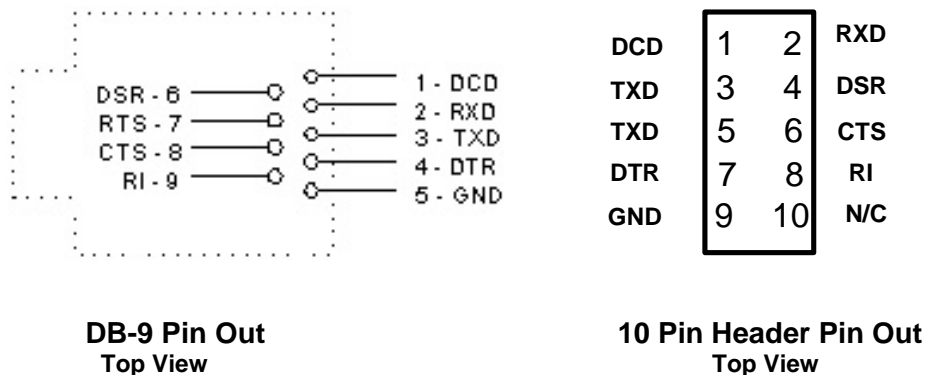 DSR - 6
RTS - 7
CTS - 8
RI - 9
1 - DCD
2 - RXD
3 - TXD
4 - DTR
5 - GND
DB-9 Pin Out
Top View
DCD 1 2 RXD
TXD 3 4 DSR
TXD 5 6 CTS
DTR 7 8 RI
GND 9 10 N/C
10 Pin Header Pin Out
Top View